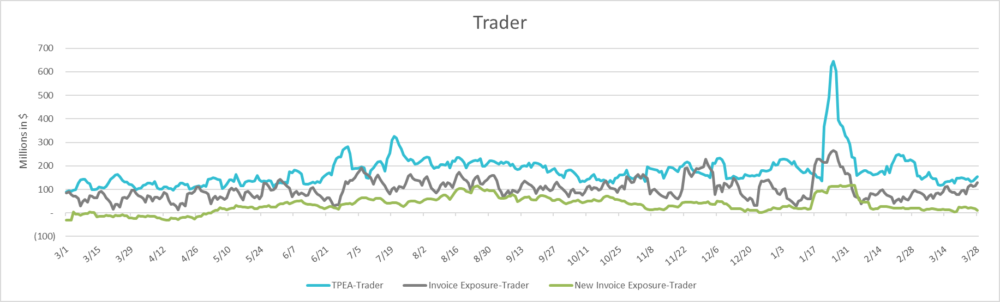 Trader
Millions in $
700
600
500
400
300
200
100
-
(100)
3/1 3/15 3/29 4/12 4/26 5/10 5/24 6/7 6/21 7/5 7/19 8/2 8/16 8/30 9/13 9/27 10/11 10/25 11/8 11/22 12/6 12/20 1/3 1/17 1/31 2/14 2/28 3/14 3/28
TPEA-Trader Invoice Exposure-Trader New Invoice Exposure-Trader